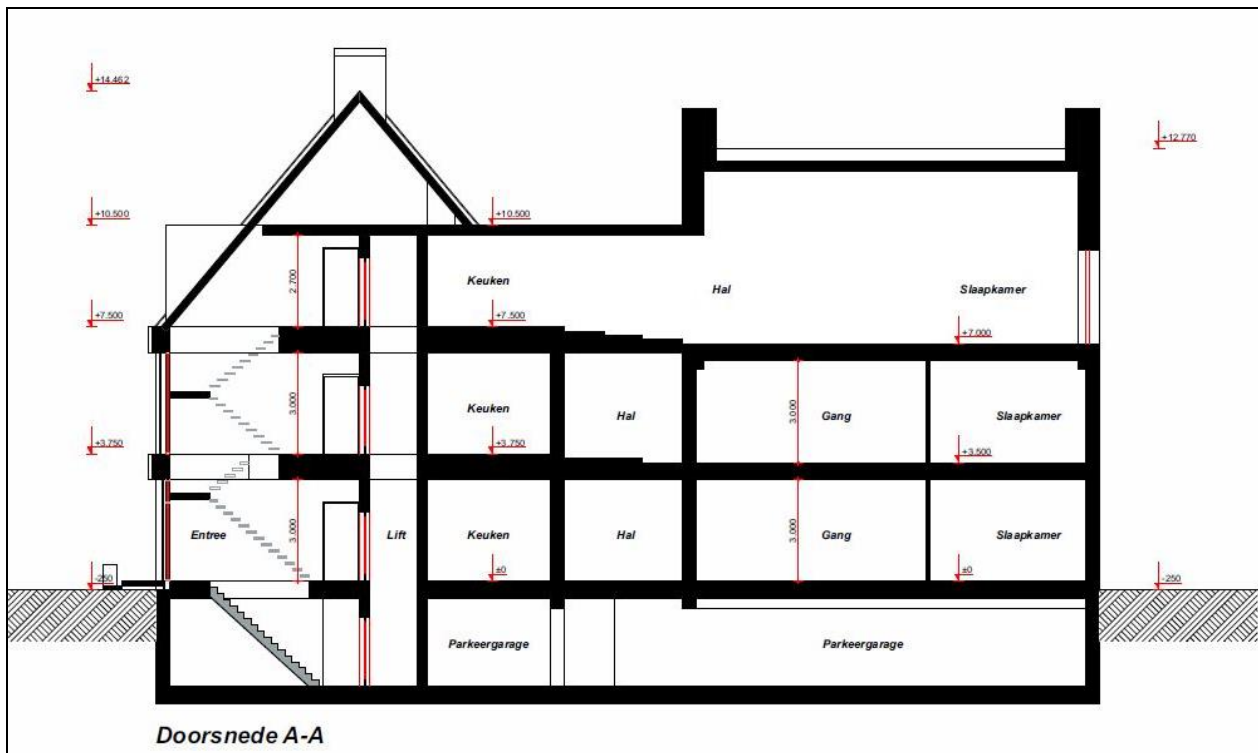 +14.462
+12.770
+10.500
+10.500
2.700
Keuken
Hal
Slaapkamer
+7.500
+7.500
+7.000
3.000
Keuken
Hal
3.000
Gang
Slaapkamer
+3.750
+3.750
+3.500
3.000
Entree
Lift
Keuken
Hal
3.000
Gang
Slaapkamer
±0
±0
-250
-250
Parkeergarage
Parkeergarage
Doorsnede A-A